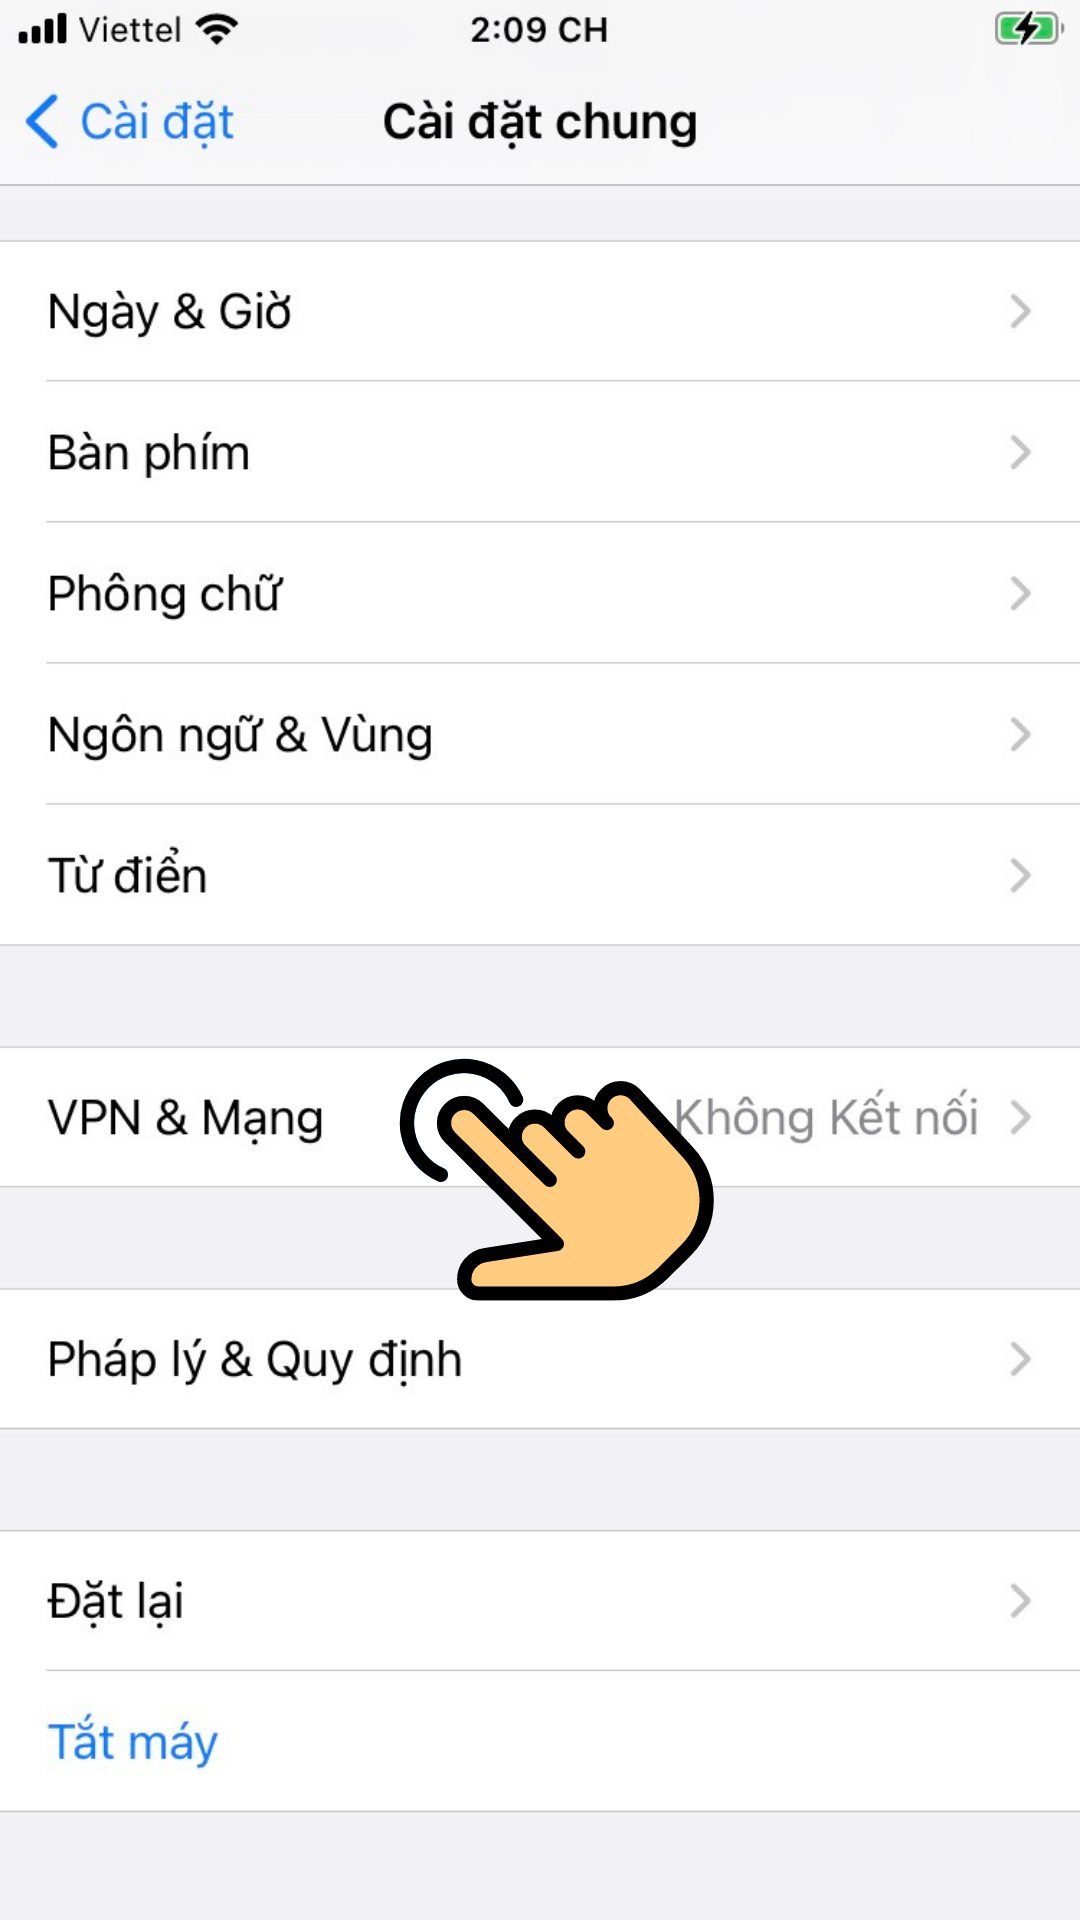 Viettel 2:09 CH
Cài đặt Cài đặt chung
Ngày & Giờ
Bàn phím
Phông chữ
Ngôn ngữ & Vùng
Từ điển
VPN & Mạng Không Kết nối
Pháp lý & Quy định
Đặt lại
Tắt máy